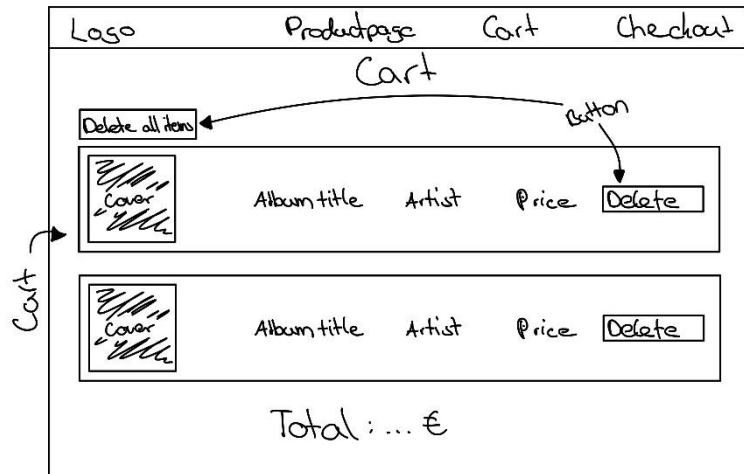 Logo Productpage Cart Checkout
Cart
Delete all items
Button
Cover Album title Artist Price Delete
Cart
Cover Album title Artist Price Delete
Total: ... €